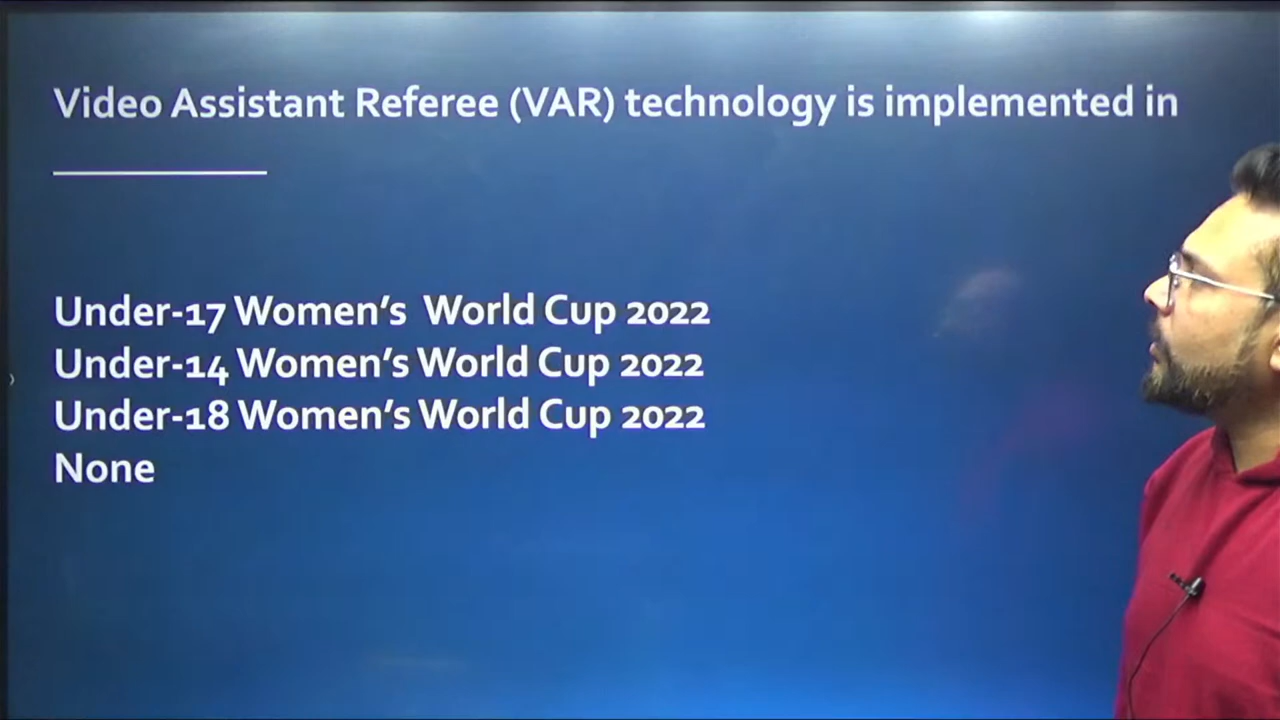 Video Assistant Referee (VAR) technology is implemented in
__________
Under-17 Women’s World Cup 2022
Under-14 Women’s World Cup 2022
Under-18 Women’s World Cup 2022
None